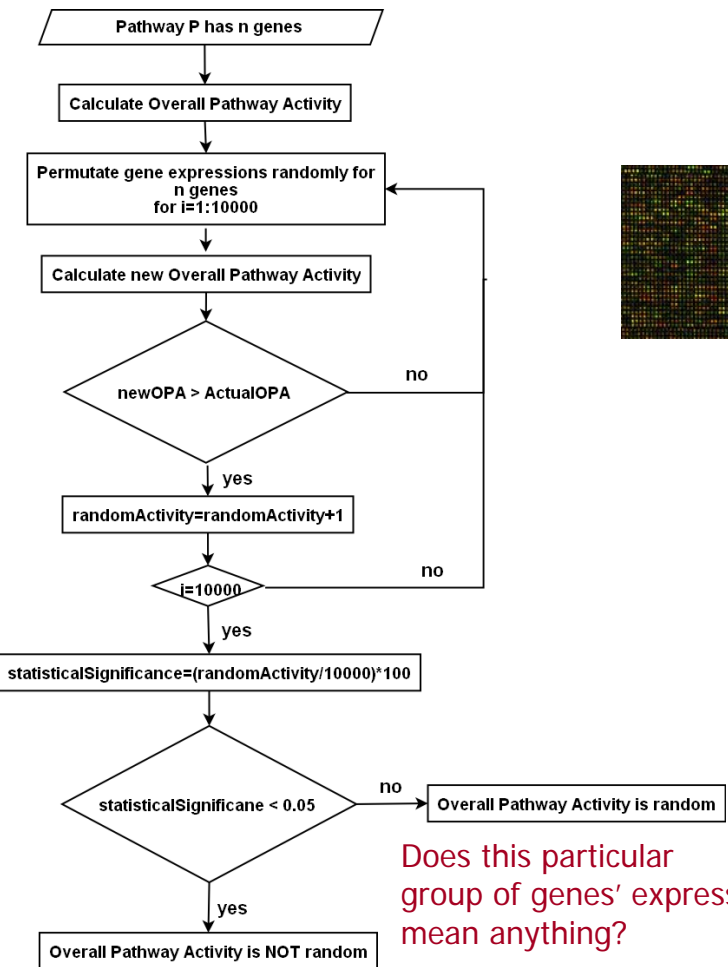 Pathway P has n genes
Calculate Overall Pathway Activity
Permutate gene expressions randomly for
n genes
for i=1:10000
Calculate new Overall Pathway Activity
newOPA > ActualOPA
no
yes
randomActivity=randomActivity+1
i=10000
no
yes
statisticalSignificance=(randomActivity/10000)*100
statisticalSignificane < 0.05
no
Overall Pathway Activity is random
yes
Overall Pathway Activity is NOT random
Does this particular
group of genes' express
mean anything?